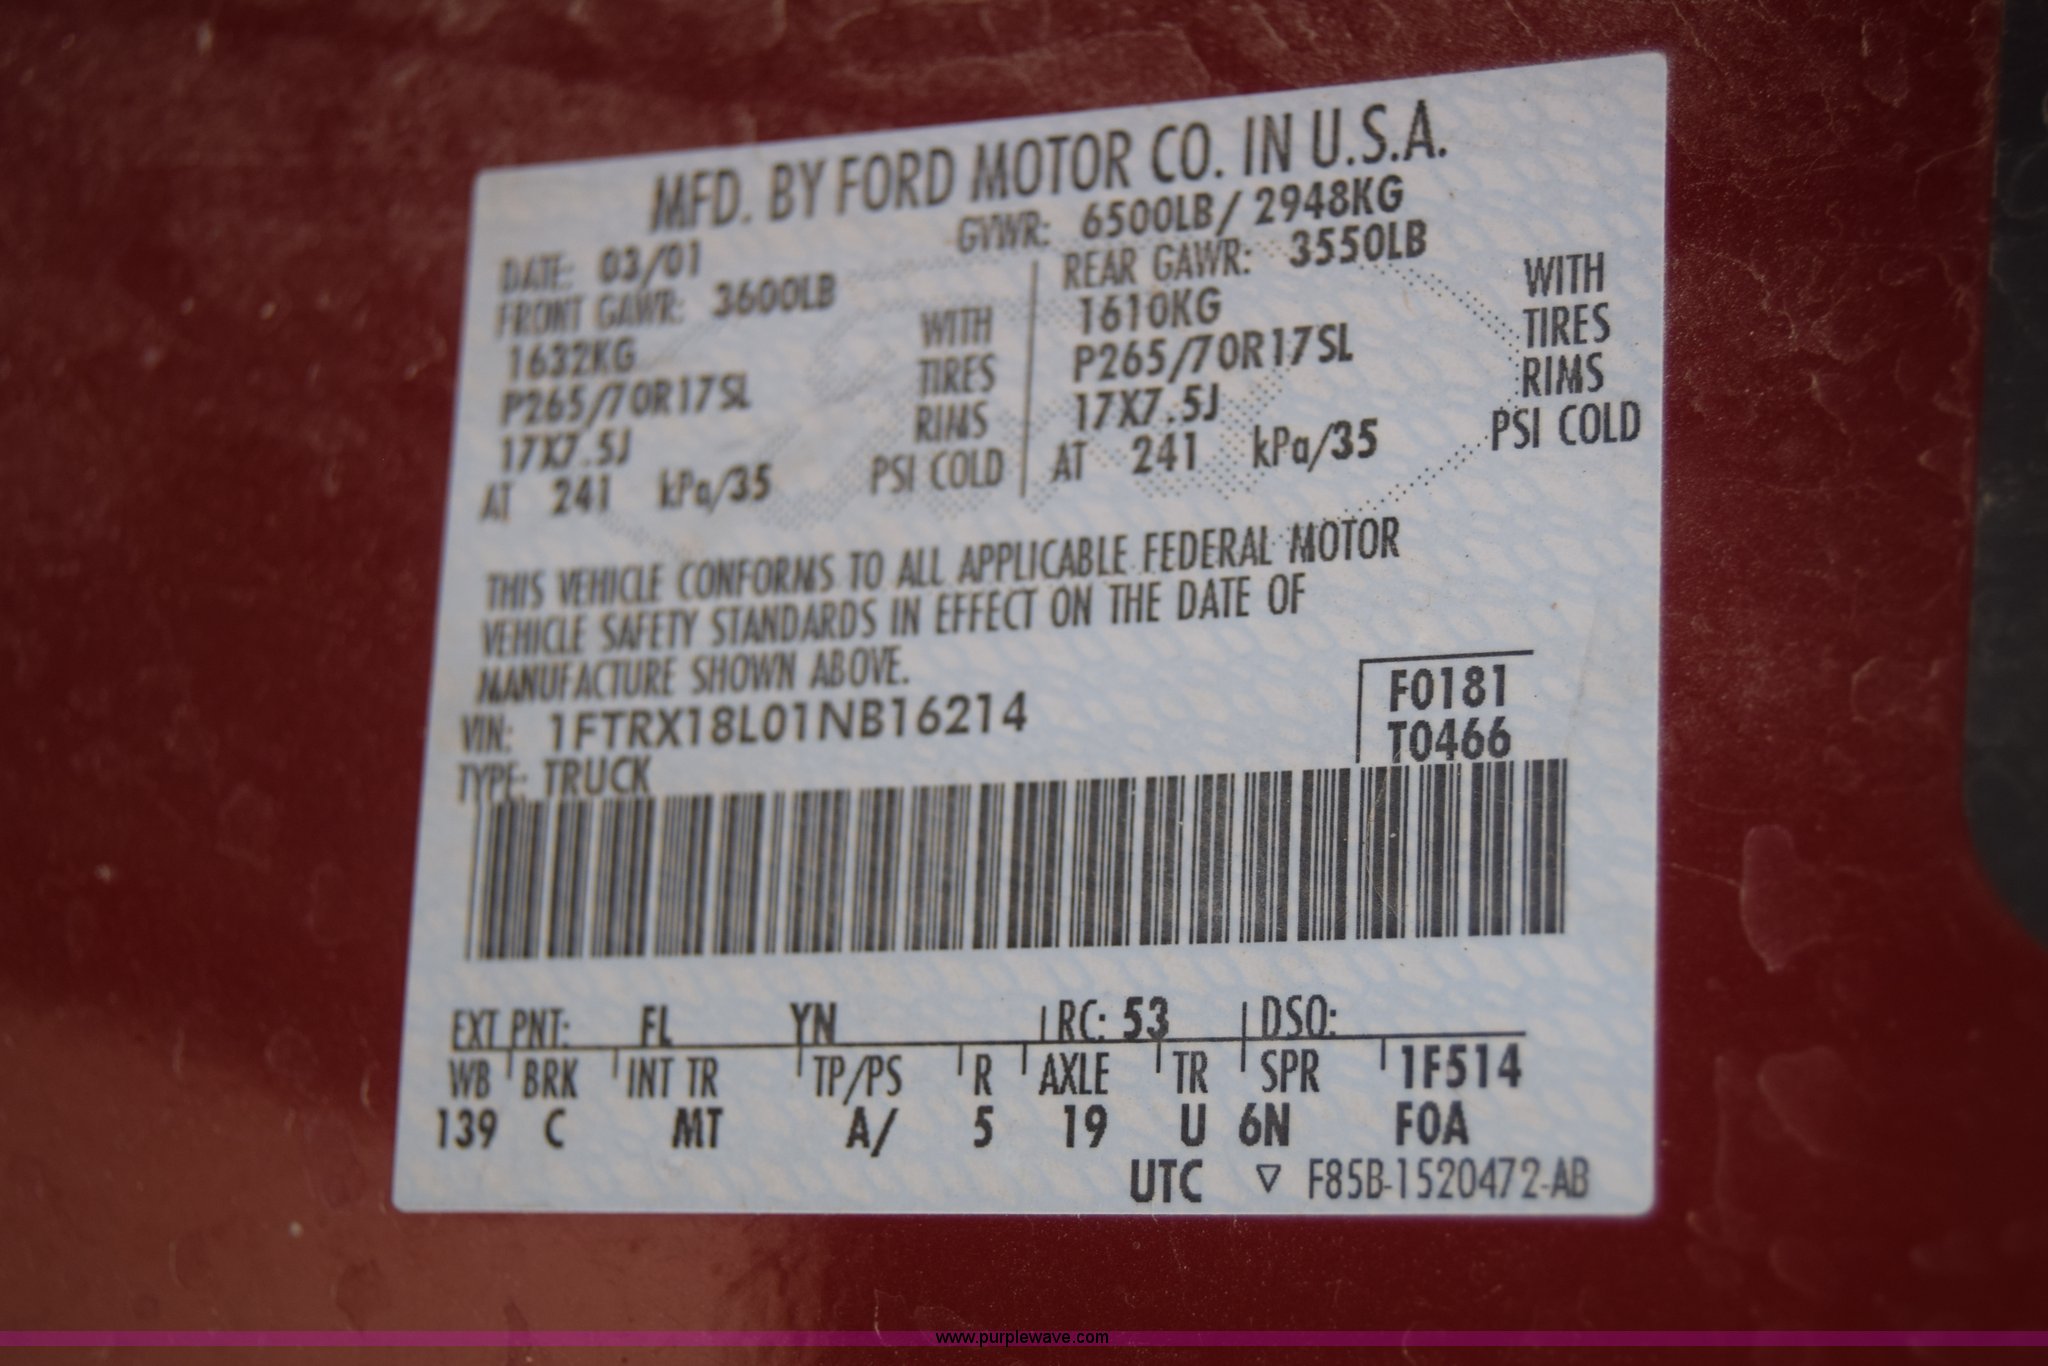 MFD. BY FORD MOTOR CO. IN U.S.A.
DATE: 03/01 GVWR: 6500LB/ 2948KG
FRONT GAWR: 3600LB REAR GAWR: 3550LB
1632KG WITH 1610KG WITH
P265/70R17SL TIRES P265/70R17SL TIRES
17X7.5J RIMS 17X7.5J RIMS
AT 241 kPa/35 PSI COLD AT 241 kPa/35 PSI COLD
THIS VEHICLE CONFORMS TO ALL APPLICABLE FEDERAL MOTOR
VEHICLE SAFETY STANDARDS IN EFFECT ON THE DATE OF
MANUFACTURE SHOWN ABOVE.
VIN: 1FTRX18L01NB16214 F0181
TYPE: TRUCK T0466
EXT PNT: FL YN RC: 53 DSO:
WB BRK INT TR TP/PS R AXLE TR SPR 1F514
139 C MT A/ 5 19 U 6N F0A
UTC ▽ F85B-1520472-AB
www.purplewave.com